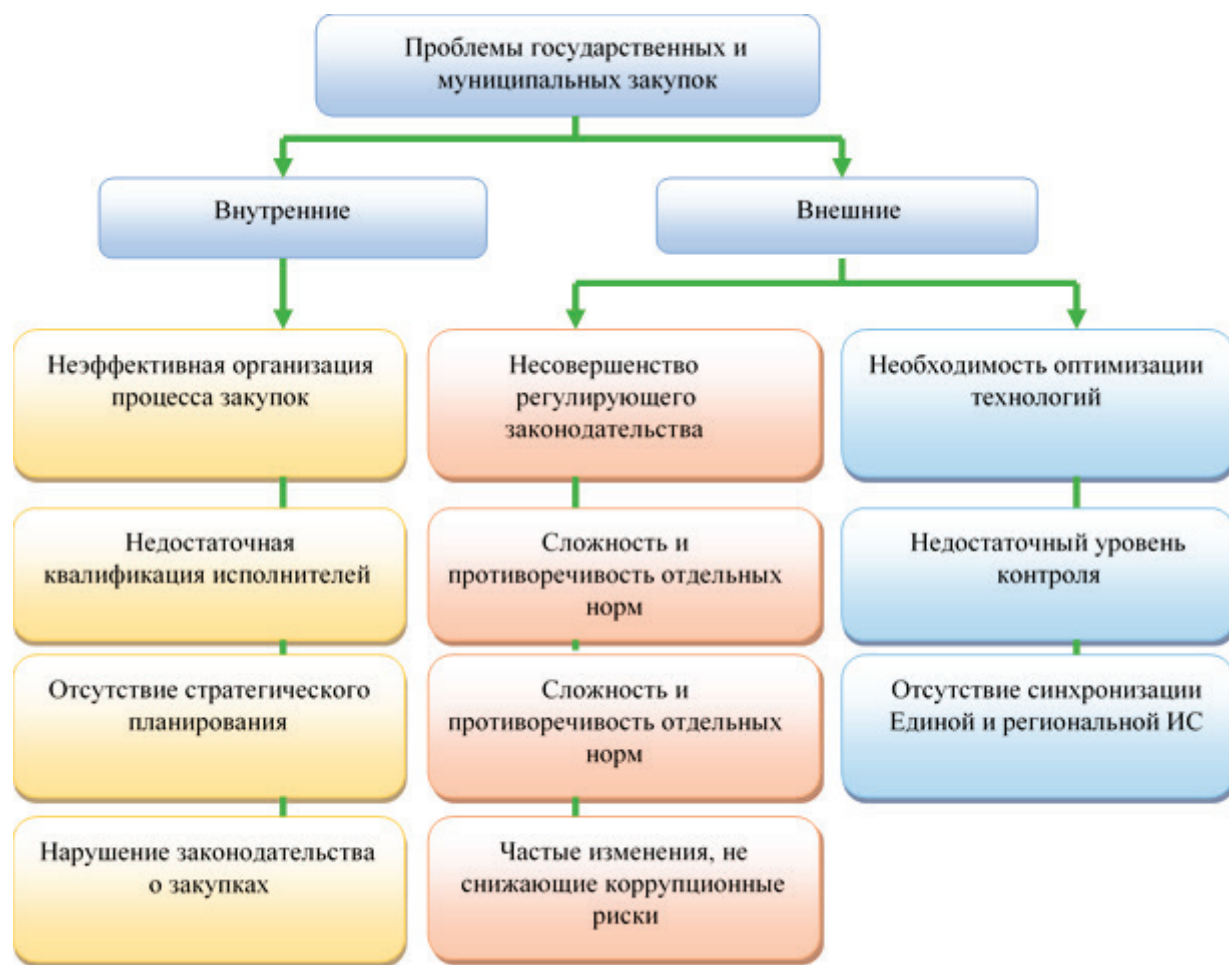 Проблемы государственных и
муниципальных закупок
Внутренние
Внешние
Неэффективная организация
процесса закупок
Несовершенство
регулирующего
законодательства
Необходимость оптимизации
технологий
Недостаточная
квалификация исполнителей
Сложность и
противоречивость отдельных
норм
Недостаточный уровень
контроля
Отсутствие стратегического
планирования
Сложность и
противоречивость отдельных
норм
Отсутствие синхронизации
Единой и региональной ИС
Нарушение законодательства
о закупках
Частые изменения, не
снижающие коррупционные
риски